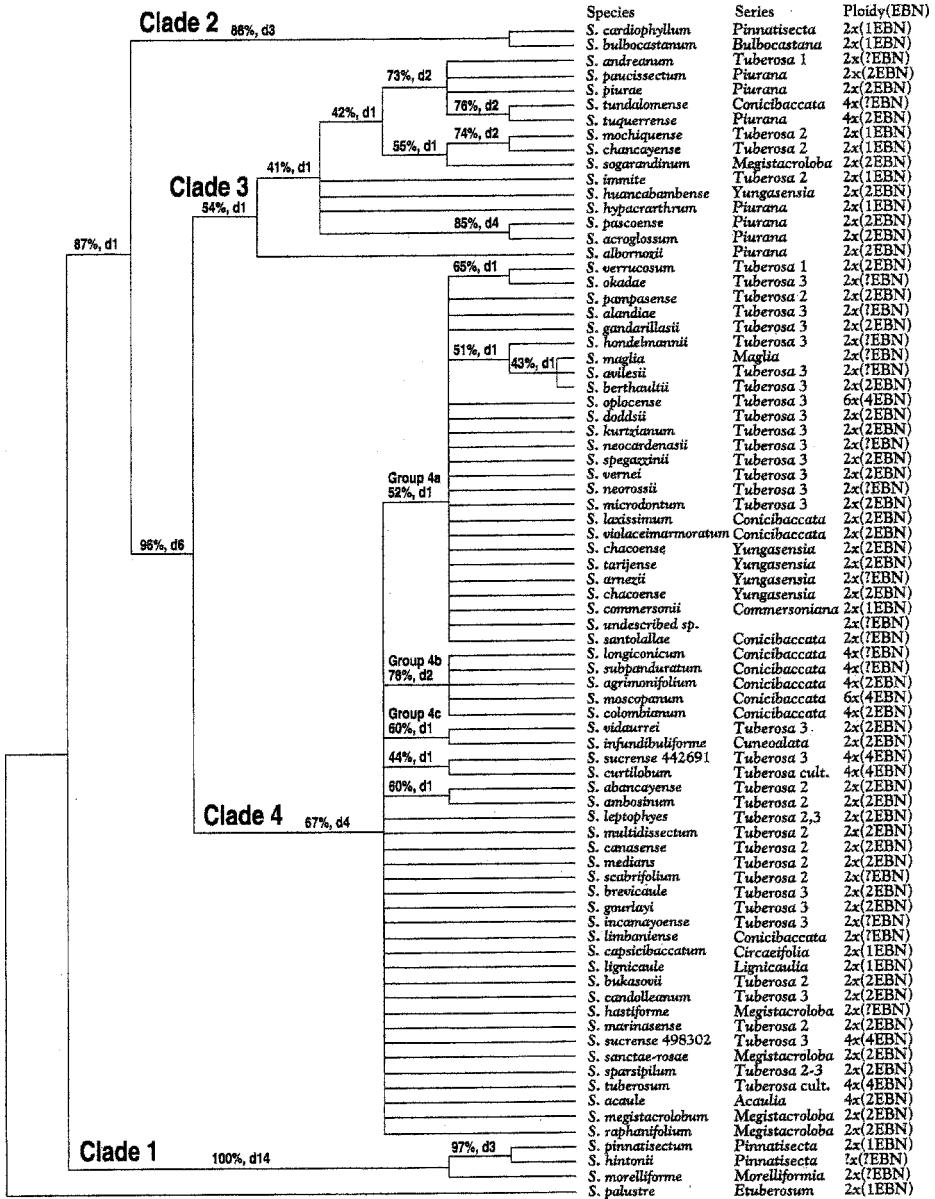 Species Series Ploidy(EBN)
Clade 2 86%, d3
S. cardiophyllum Pinnatisecta 2x(1EBN)
S. bulbocastanum Bulbocastana 2x(1EBN)
S. andreanum Tuberosa 1 2x(?EBN)
73%, d2 S. paucissectum Piurana 2x(2EBN)
S. piurae Piurana 2x(2EBN)
42%, d1 76%, d2 S. tundalomense Conicibaccata 4x(?EBN)
S. tuquerrense Piurana 4x(2EBN)
74%, d2 S. mochiquense Tuberosa 2 2x(1EBN)
55%, d1 S. chancayense Tuberosa 2 2x(1EBN)
S. sogarandinum Megistacroloba 2x(2EBN)
41%, d1 S. immite Tuberosa 2 2x(1EBN)
Clade 3 S. huancabambense Yungasensia 2x(2EBN)
54%, d1 S. hypacrarthrum Piurana 2x(1EBN)
85%, d4 S. pascoense Piurana 2x(2EBN)
S. acroglossum Piurana 2x(2EBN)
87%, d1 S. albornozii Piurana 2x(2EBN)
65%, d1 S. verrucosum Tuberosa 1 2x(2EBN)
S. okadae Tuberosa 3 2x(?EBN)
S. pampasense Tuberosa 2 2x(2EBN)
S. alandiae Tuberosa 3 2x(?EBN)
S. gandarillasii Tuberosa 3 2x(2EBN)
S. hondelmannii Tuberosa 3 2x(?EBN)
51%, d1 43%, d1 S. maglia Maglia 2x(?EBN)
S. avilesii Tuberosa 3 2x(?EBN)
S. berthaultii Tuberosa 3 2x(2EBN)
S. oplocense Tuberosa 3 6x(4EBN)
S. doddsii Tuberosa 3 2x(2EBN)
S. kurtzianum Tuberosa 3 2x(2EBN)
S. neocardenasii Tuberosa 3 2x(?EBN)
S. spegazzinii Tuberosa 3 2x(2EBN)
Group 4a S. vernei Tuberosa 3 2x(2EBN)
52%, d1 S. neorossii Tuberosa 3 2x(?EBN)
S. microdontum Tuberosa 3 2x(2EBN)
S. laxissimum Conicibaccata 2x(2EBN)
S. violaceimarmoratum Conicibaccata 2x(2EBN)
96%, d6 S. chacoense Yungasensia 2x(2EBN)
S. tarijense Yungasensia 2x(2EBN)
S. arnezii Yungasensia 2x(?EBN)
S. chacoense Yungasensia 2x(2EBN)
S. commersonii Commersoniana 2x(1EBN)
S. undescribed sp. 2x(?EBN)
S. santolallae Conicibaccata 2x(?EBN)
Group 4b S. longiconicum Conicibaccata 4x(?EBN)
78%, d2 S. subpanduratum Conicibaccata 4x(?EBN)
S. agrimonifolium Conicibaccata 4x(2EBN)
S. moscopanum Conicibaccata 6x(4EBN)
Group 4c S. colombianum Conicibaccata 4x(2EBN)
60%, d1 S. vidaurrei Tuberosa 3 2x(2EBN)
S. infundibuliforme Cuneoalata 2x(2EBN)
44%, d1 S. sucrense 442691 Tuberosa 3 4x(4EBN)
S. curtilobum Tuberosa cult. 4x(4EBN)
60%, d1 S. abancayense Tuberosa 2 2x(2EBN)
S. ambosinum Tuberosa 2 2x(2EBN)
Clade 4 67%, d4 S. leptophyes Tuberosa 2,3 2x(2EBN)
S. multidissectum Tuberosa 2 2x(2EBN)
S. canasense Tuberosa 2 2x(2EBN)
S. medians Tuberosa 2 2x(2EBN)
S. scabrifolium Tuberosa 2 2x(?EBN)
S. brevicaule Tuberosa 3 2x(2EBN)
S. gourlayi Tuberosa 3 2x(2EBN)
S. incamayoense Tuberosa 3 2x(?EBN)
S. limbaniense Conicibaccata 2x(?EBN)
S. capsicibaccatum Circaeifolia 2x(1EBN)
S. lignicaule Lignicaulia 2x(1EBN)
S. bukasovii Tuberosa 2 2x(2EBN)
S. candolleanum Tuberosa 3 2x(2EBN)
S. hastiforme Megistacroloba 2x(?EBN)
S. marinasense Tuberosa 2 2x(2EBN)
S. sucrense 498302 Tuberosa 3 4x(4EBN)
S. sanctae-rosae Megistacroloba 2x(2EBN)
S. sparsipilum Tuberosa 2-3 2x(2EBN)
S. tuberosum Tuberosa cult. 4x(4EBN)
S. acaule Acaulia 4x(2EBN)
S. megistacrolobum Megistacroloba 2x(2EBN)
S. raphanifolium Megistacroloba 2x(2EBN)
Clade 1 97%, d3 S. pinnatisectum Pinnatisecta 2x(1EBN)
100%, d14 S. hintonii Pinnatisecta ?x(?EBN)
S. morelliforme Morelliformia 2x(?EBN)
S. palustre Etuberosum 2x(1EBN)